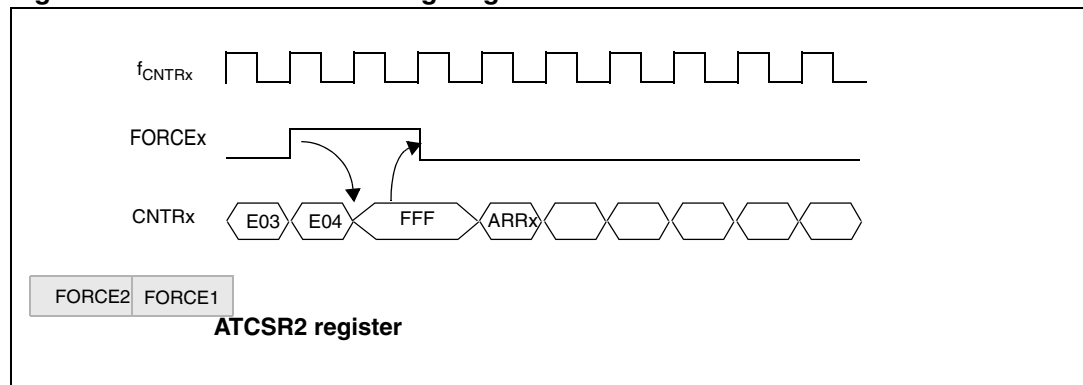 fCNTRx
FORCEx
CNTRx E03 E04 FFF ARRx
FORCE2 FORCE1
ATCSR2 register